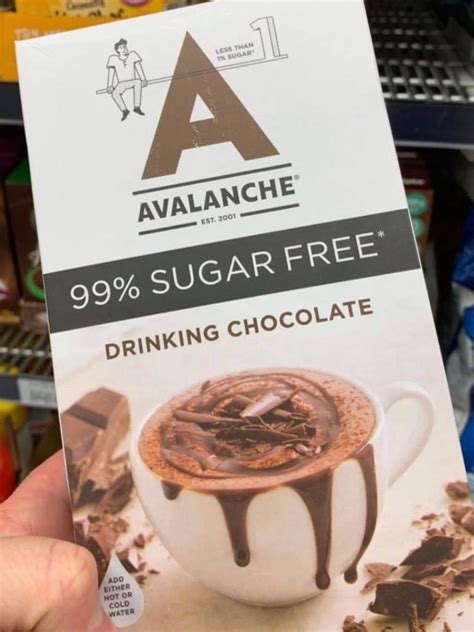 LESS THAN
1% SUGAR*
1
A
AVALANCHE®
EST. 2001
99% SUGAR FREE*
DRINKING CHOCOLATE
ADD
EITHER
HOT OR
COLD
WATER